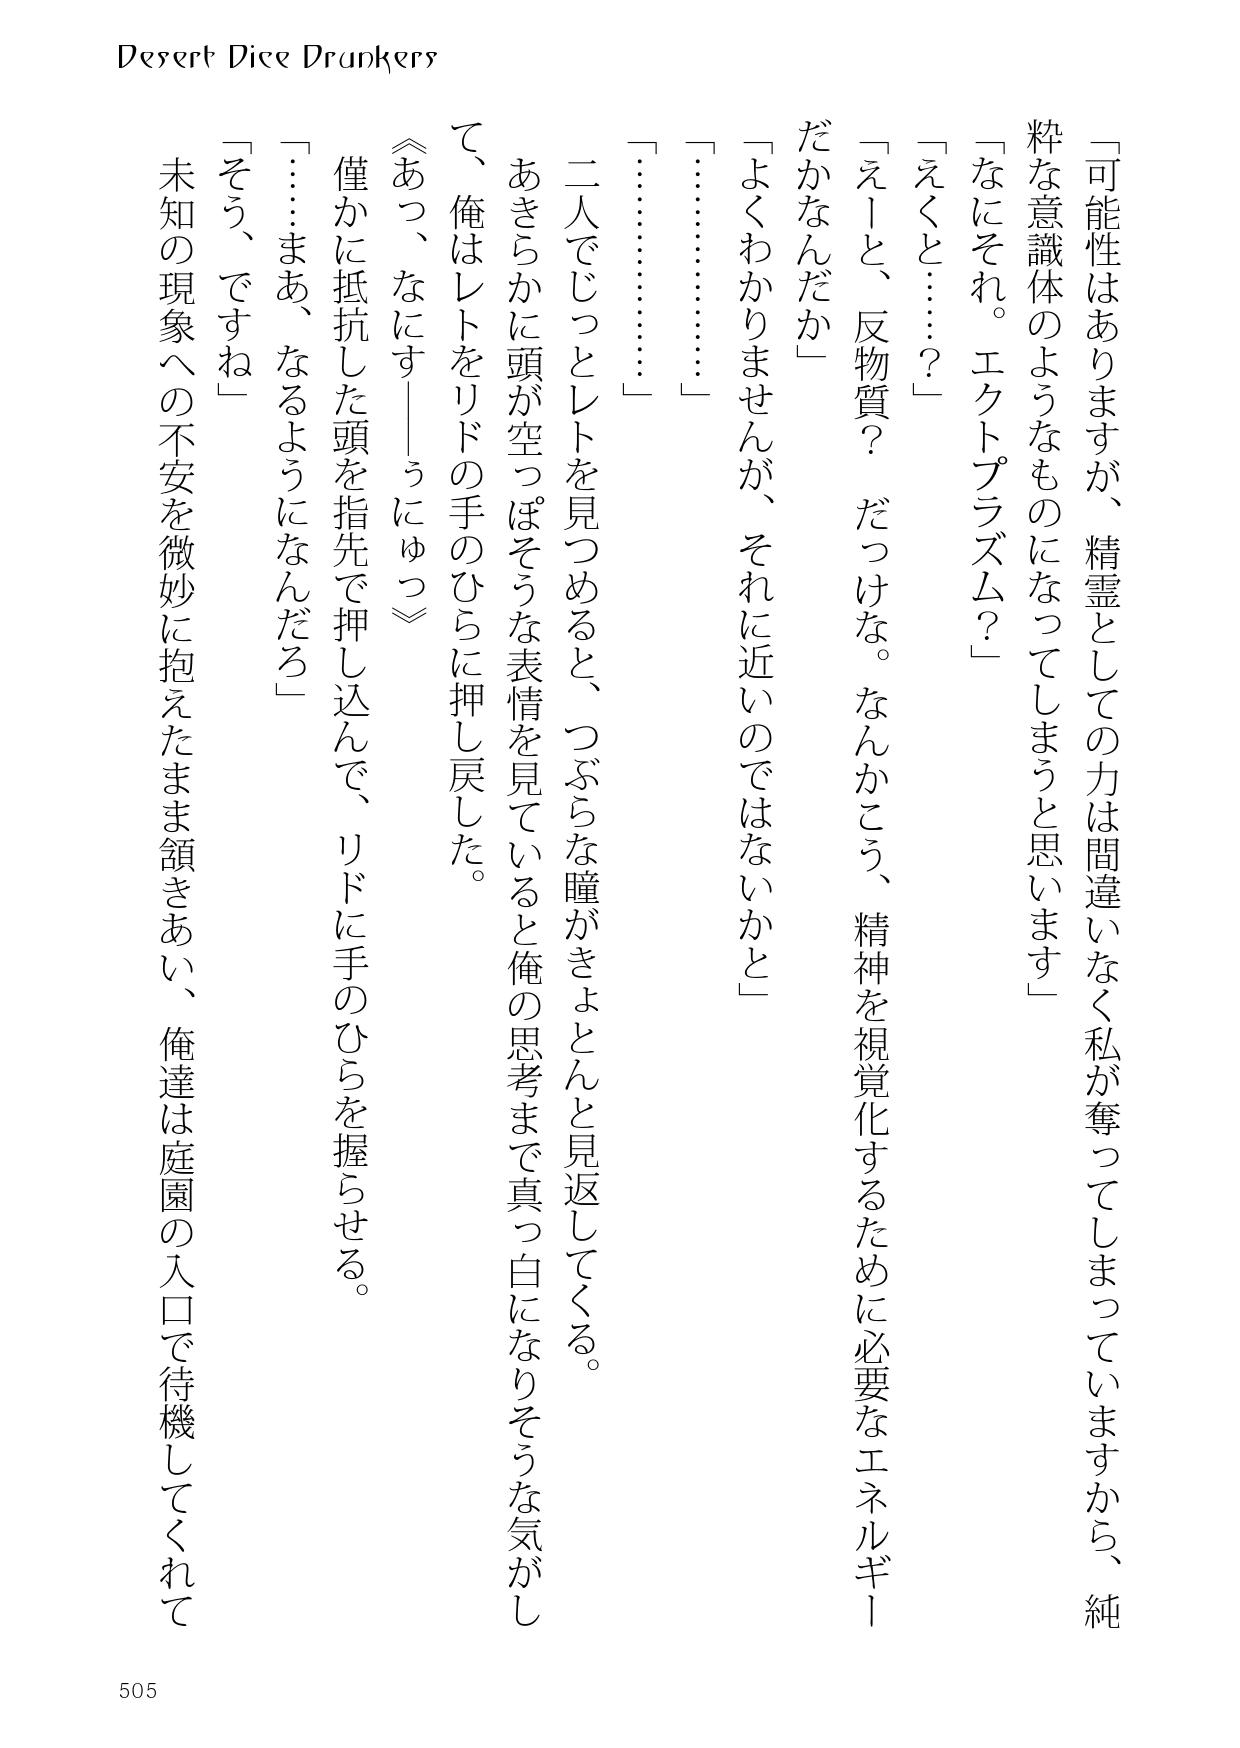 Desert Dice Drunkers
「可能性はありますが、精霊としての力は間違いなく私が奪ってしまっていますから、純
粋な意識体のようなものになってしまうと思います」
「なにそれ。エクトプラズム？」
「えくと……？」
「えーと、反物質？　だっけな。なんかこう、精神を視覚化するために必要なエネルギー
だかなんだか」
「よくわかりませんが、それに近いのではないかと」
「……………」
「……………」
　二人でじっとレトを見つめると、つぶらな瞳がきょとんと見返してくる。
　あきらかに頭が空っぽそうな表情を見ていると俺の思考まで真っ白になりそうな気がし
て、俺はレトをリドの手のひらに押し戻した。
《あっ、なにす――うにゅっ》
　僅かに抵抗した頭を指先で押し込んで、リドに手のひらを握らせる。
「……まあ、なるようになんだろ」
「そう、ですね」
　未知の現象への不安を微妙に抱えたまま頷きあい、俺達は庭園の入口で待機してくれて
505